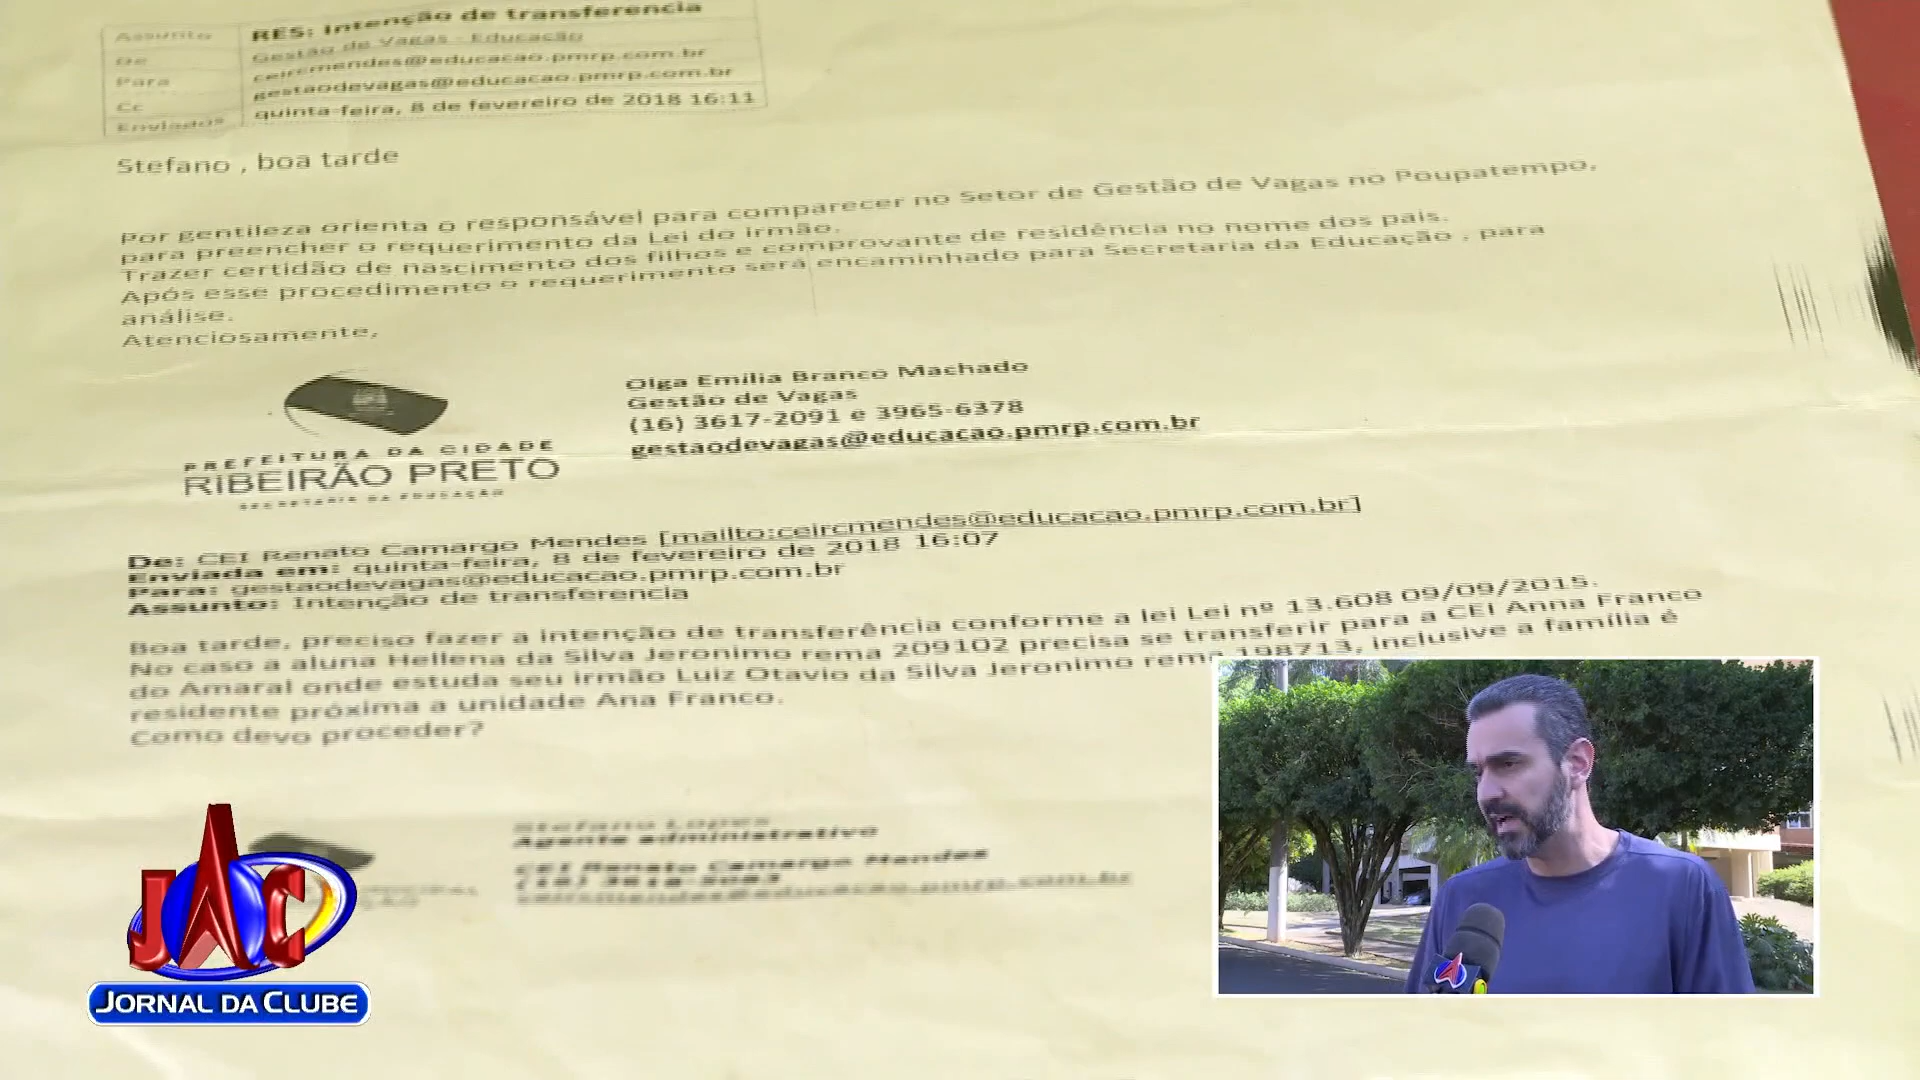 Assunto RES: Intenção de transferencia
De Gestão de Vagas - Educação
Para ceircmendes@educacao.pmrp.com.br
Cc gestaodevagas@educacao.pmrp.com.br
Enviados quinta-feira, 8 de fevereiro de 2018 16:11
Stefano , boa tarde
Por gentileza orienta o responsável para comparecer no Setor de Gestão de Vagas no Poupatempo,
para preencher o requerimento da Lei do irmão.
Trazer certidão de nascimento dos filhos e comprovante de residência no nome dos pais.
Após esse procedimento o requerimento será encaminhado para Secretaria da Educação , para
análise.
Atenciosamente,
Olga Emilia Branco Machado
Gestão de Vagas
(16) 3617-2091 e 3965-6378
gestaodevagas@educacao.pmrp.com.br
PREFEITURA DA CIDADE
RIBEIRÃO PRETO
SECRETARIA DA EDUCAÇÃO
De: CEI Renato Camargo Mendes [mailto:ceircmendes@educacao.pmrp.com.br]
Enviada em: quinta-feira, 8 de fevereiro de 2018 16:07
Para: gestaodevagas@educacao.pmrp.com.br
Assunto: Intenção de transferencia
Boa tarde, preciso fazer a intenção de transferência conforme a lei Lei nº 13.608 09/09/2015.
No caso a aluna Hellena da Silva Jeronimo rema 209102 precisa se transferir para a CEI Anna Franco
do Amaral onde estuda seu irmão Luiz Otavio da Silva Jeronimo rema 198713, inclusive a família é
residente próxima a unidade Ana Franco.
Como devo proceder?
Stefano Lopes
Agente administrativo
CEI Renato Camargo Mendes
JAC
JORNAL DA CLUBE